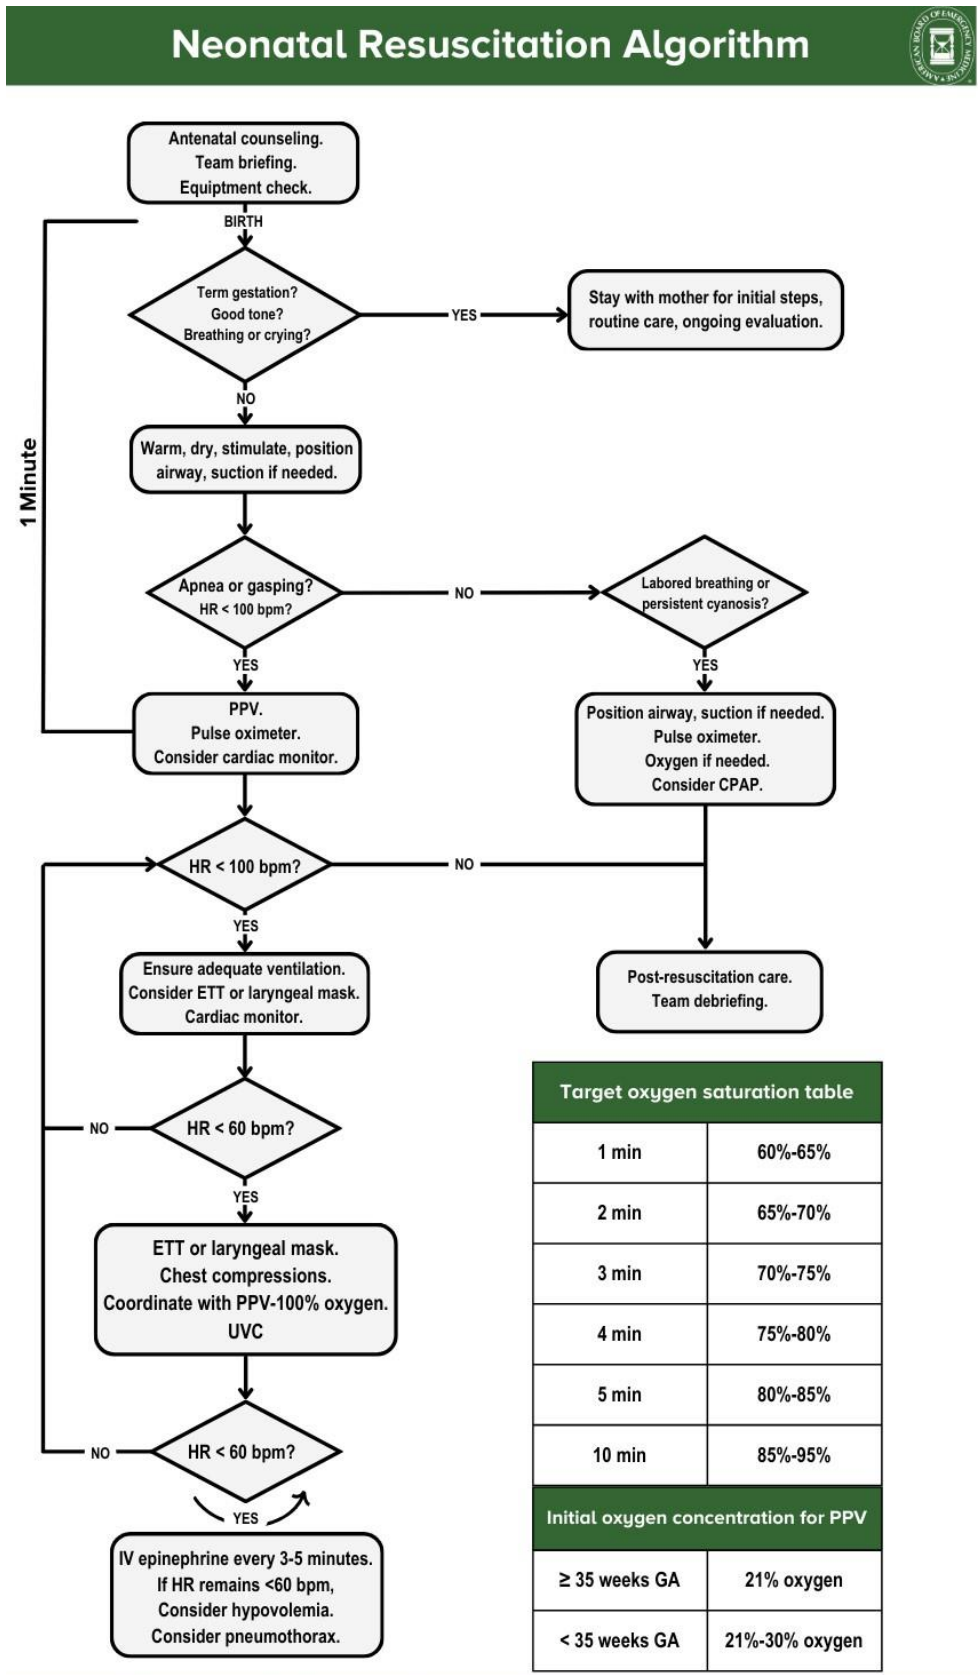 Neonatal Resuscitation Algorithm
AMERICAN BOARD OF EMERGENCY MEDICINE
Antenatal counseling.
Team briefing.
Equiptment check.
BIRTH
Term gestation?
Good tone?
Breathing or crying?
YES
Stay with mother for initial steps,
routine care, ongoing evaluation.
NO
Warm, dry, stimulate, position
airway, suction if needed.
1 Minute
Apnea or gasping?
HR < 100 bpm?
NO
Labored breathing or
persistent cyanosis?
YES
YES
PPV.
Pulse oximeter.
Consider cardiac monitor.
Position airway, suction if needed.
Pulse oximeter.
Oxygen if needed.
Consider CPAP.
HR < 100 bpm?
NO
YES
Ensure adequate ventilation.
Consider ETT or laryngeal mask.
Cardiac monitor.
Post-resuscitation care.
Team debriefing.
HR < 60 bpm?
NO
YES
ETT or laryngeal mask.
Chest compressions.
Coordinate with PPV-100% oxygen.
UVC
HR < 60 bpm?
NO
YES
IV epinephrine every 3-5 minutes.
If HR remains <60 bpm,
Consider hypovolemia.
Consider pneumothorax.
Target oxygen saturation table
1 min 60%-65%
2 min 65%-70%
3 min 70%-75%
4 min 75%-80%
5 min 80%-85%
10 min 85%-95%
Initial oxygen concentration for PPV
≥ 35 weeks GA 21% oxygen
< 35 weeks GA 21%-30% oxygen